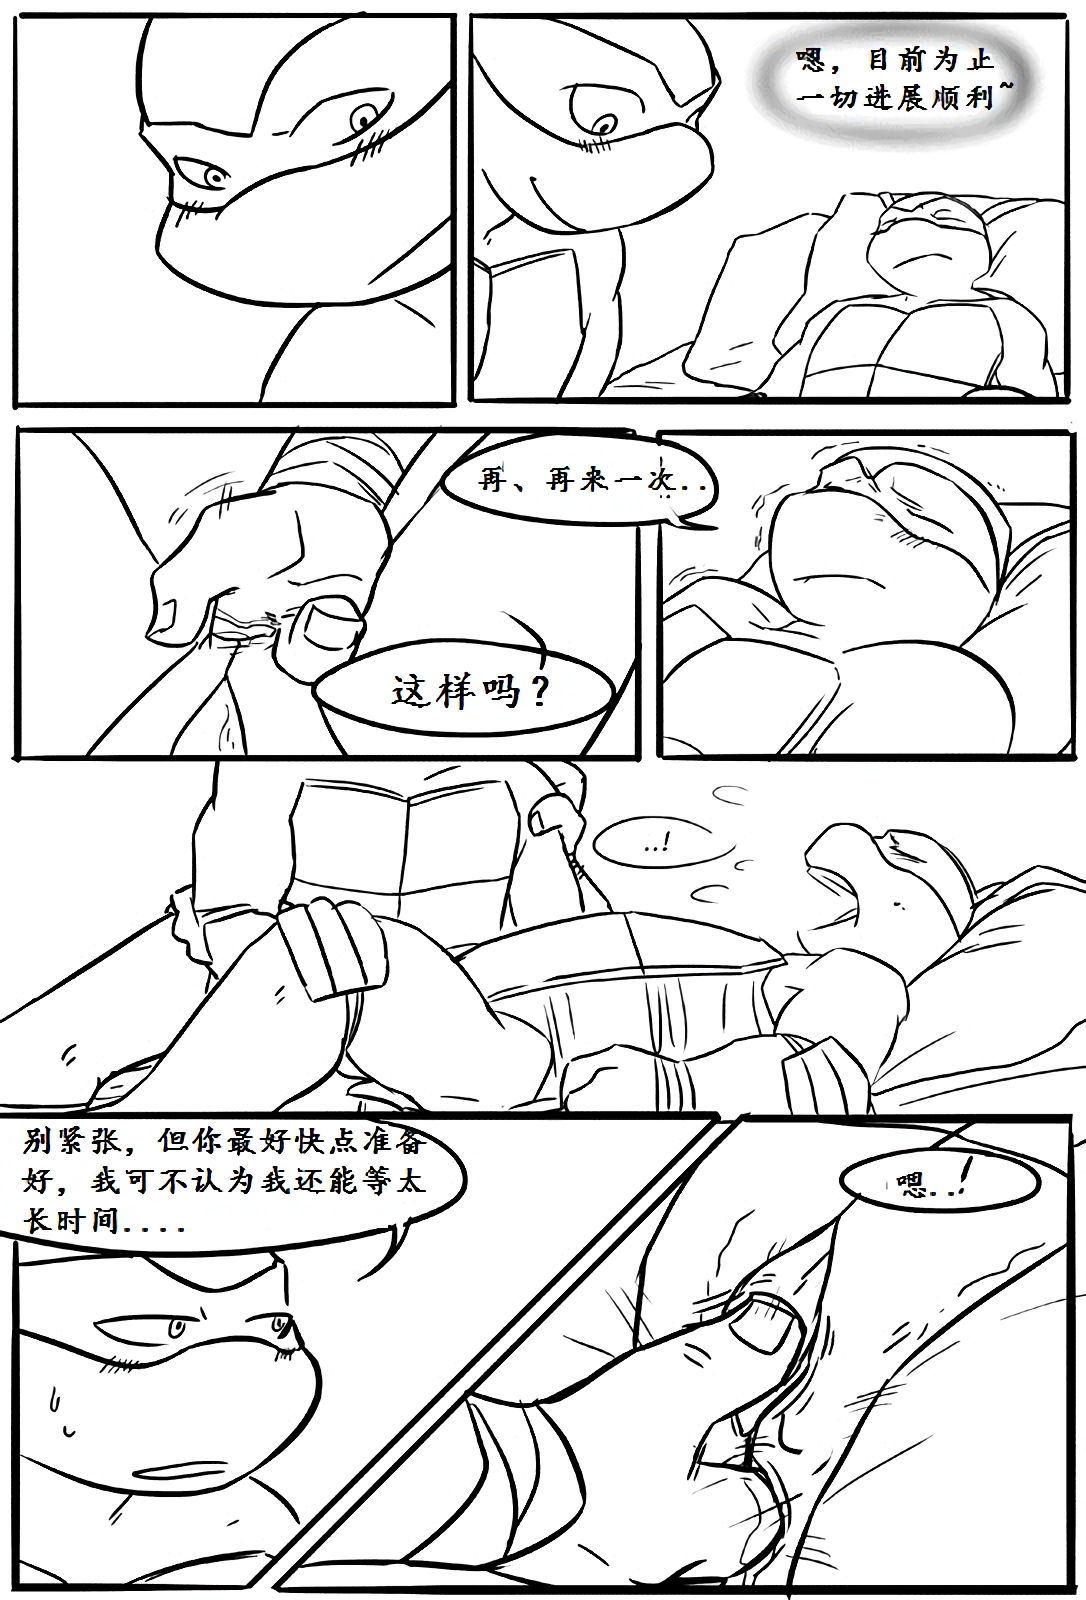 嗯，目前为止
一切进展顺利~
再、再来一次..
这样吗？
..!
别紧张，但你最好快点准备
好，我可不认为我还能等太
长时间....
嗯..!